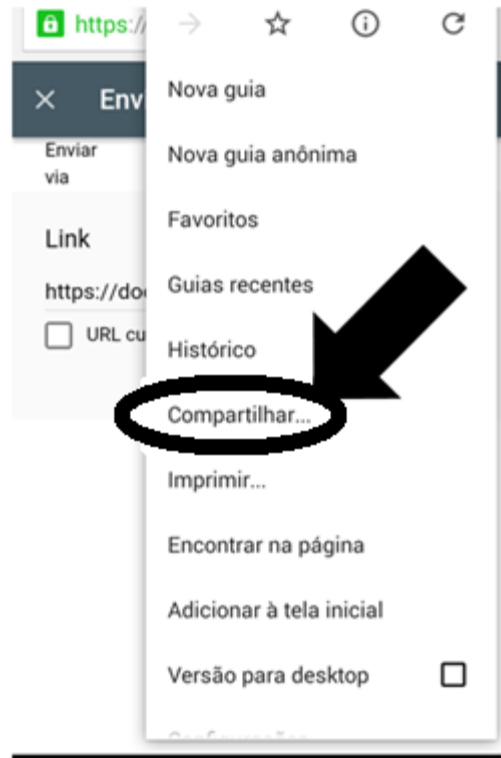 https://
Env
Enviar
via
Link
https://do
URL cu
Nova guia
Nova guia anônima
Favoritos
Guias recentes
Histórico
Compartilhar...
Imprimir...
Encontrar na página
Adicionar à tela inicial
Versão para desktop
Configurações